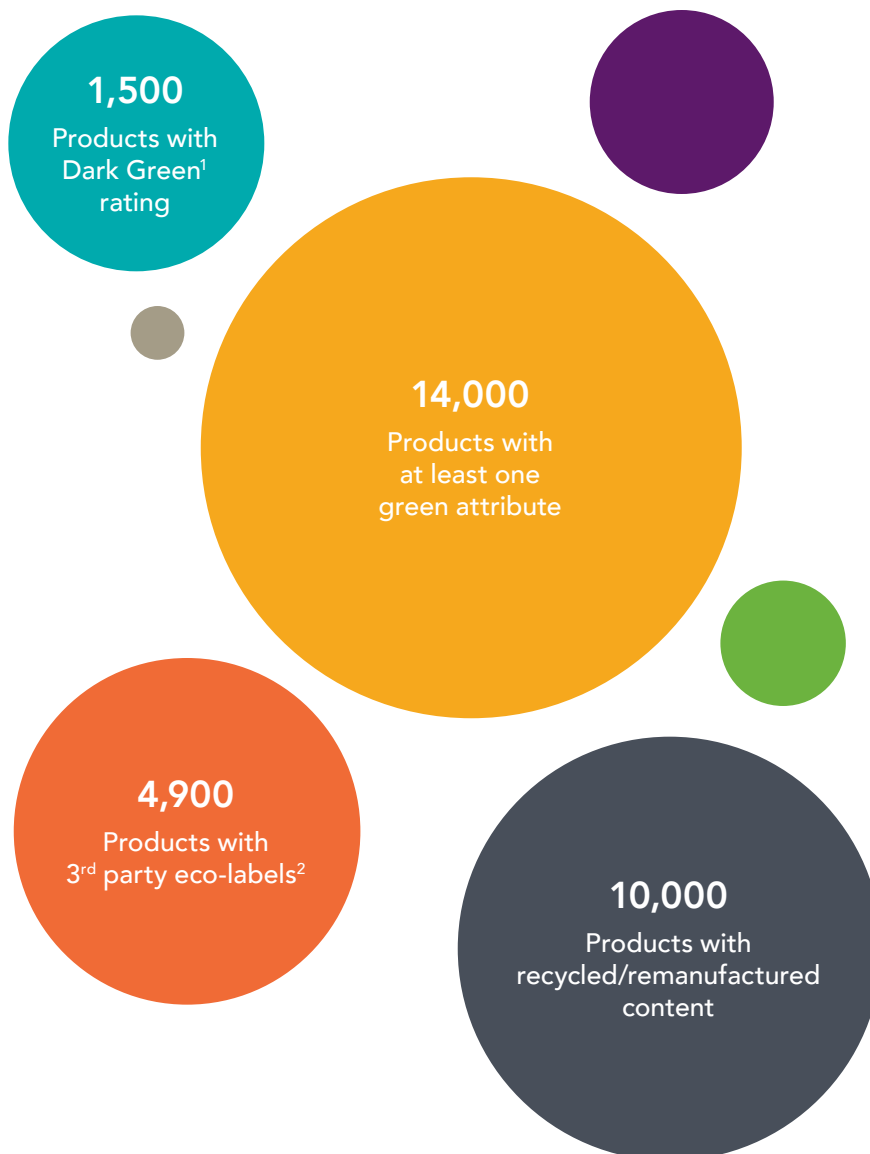 1,500
Products with
Dark Green¹
rating
14,000
Products with
at least one
green attribute
4,900
Products with
3ʳᵈ party eco-labels²
10,000
Products with
recycled/remanufactured
content